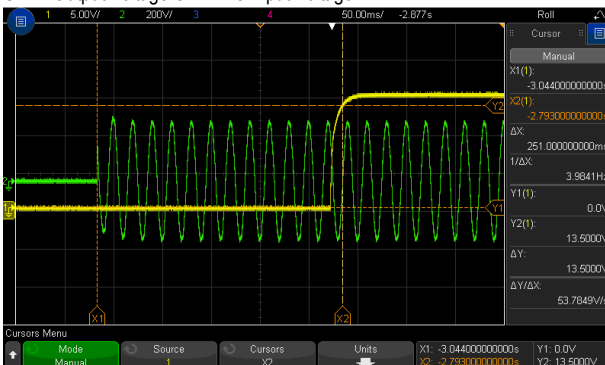 1 5.00V/ 2 200V/ 3 4 50.00ms/ -2.877s Roll
Cursor
Manual
X1(1):
-3.044000000000s
X2(1):
-2.793000000000s
ΔX:
251.000000000ms
1/ΔX:
3.9841Hz
Y1(1):
0.0V
Y2(1):
13.5000V
ΔY:
13.5000V
ΔY/ΔX:
53.7849V/s
Y2
Y1
X1
X2
Cursors Menu
Mode
Manual
Source
1
Cursors
X2
Units
X1: -3.044000000000s
X2: -2.793000000000s
Y1: 0.0V
Y2: 13.5000V